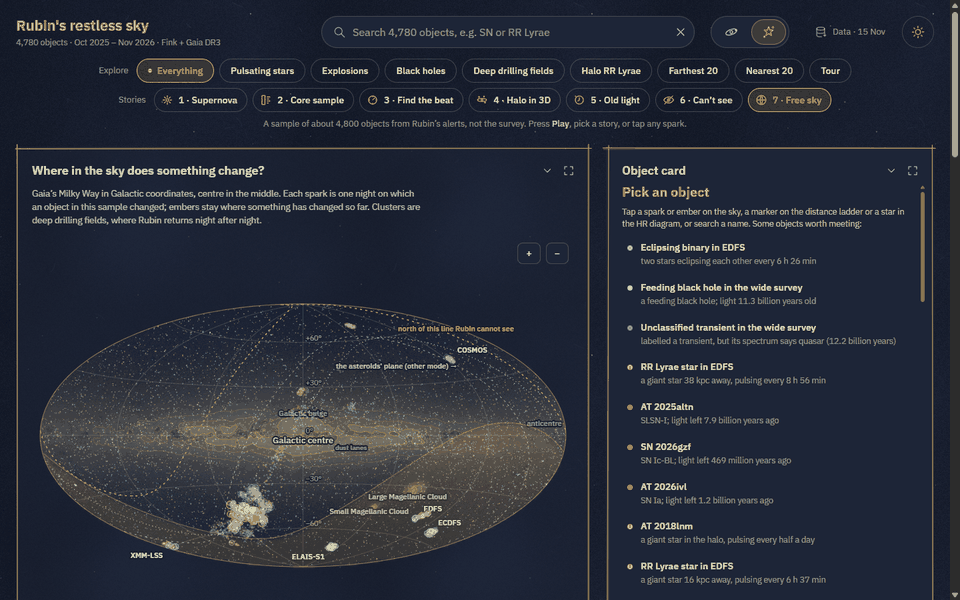 Rubin's restless sky
4,780 objects · Oct 2025 – Nov 2026 · Fink + Gaia DR3
Search 4,780 objects, e.g. SN or RR Lyrae
Data · 15 Nov
Explore
Everything
Pulsating stars
Explosions
Black holes
Deep drilling fields
Halo RR Lyrae
Farthest 20
Nearest 20
Tour
Stories
1 · Supernova
2 · Core sample
3 · Find the beat
4 · Halo in 3D
5 · Old light
6 · Can't see
7 · Free sky
A sample of about 4,800 objects from Rubin's alerts, not the survey. Press Play, pick a story, or tap any spark.
Where in the sky does something change?
Gaia's Milky Way in Galactic coordinates, centre in the middle. Each spark is one night on which
an object in this sample changed; embers stay where something has changed so far. Clusters are
deep drilling fields, where Rubin returns night after night.
+
−
north of this line Rubin cannot see
+60°
COSMOS
the asteroids' plane (other mode) →
+30°
Galactic bulge
anticentre
0°
Galactic centre
dust lanes
-30°
Large Magellanic Cloud
Small Magellanic Cloud
EDFS
-60°
ECDFS
XMM-LSS
ELAIS-S1
Object card
Pick an object
Tap a spark or ember on the sky, a marker on the distance ladder or a star in
the HR diagram, or search a name. Some objects worth meeting:
Eclipsing binary in EDFS
two stars eclipsing each other every 6 h 26 min
Feeding black hole in the wide survey
a feeding black hole; light 11.3 billion years old
Unclassified transient in the wide survey
labelled a transient, but its spectrum says quasar (12.2 billion years)
RR Lyrae star in EDFS
a giant star 38 kpc away, pulsing every 8 h 56 min
AT 2025altn
SLSN-I; light left 7.9 billion years ago
SN 2026gzf
SN Ic-BL; light left 469 million years ago
AT 2026ivl
SN Ia; light left 1.2 billion years ago
AT 2018lnm
a giant star in the halo, pulsing every half a day
RR Lyrae star in EDFS
a giant star 16 kpc away, pulsing every 6 h 37 min